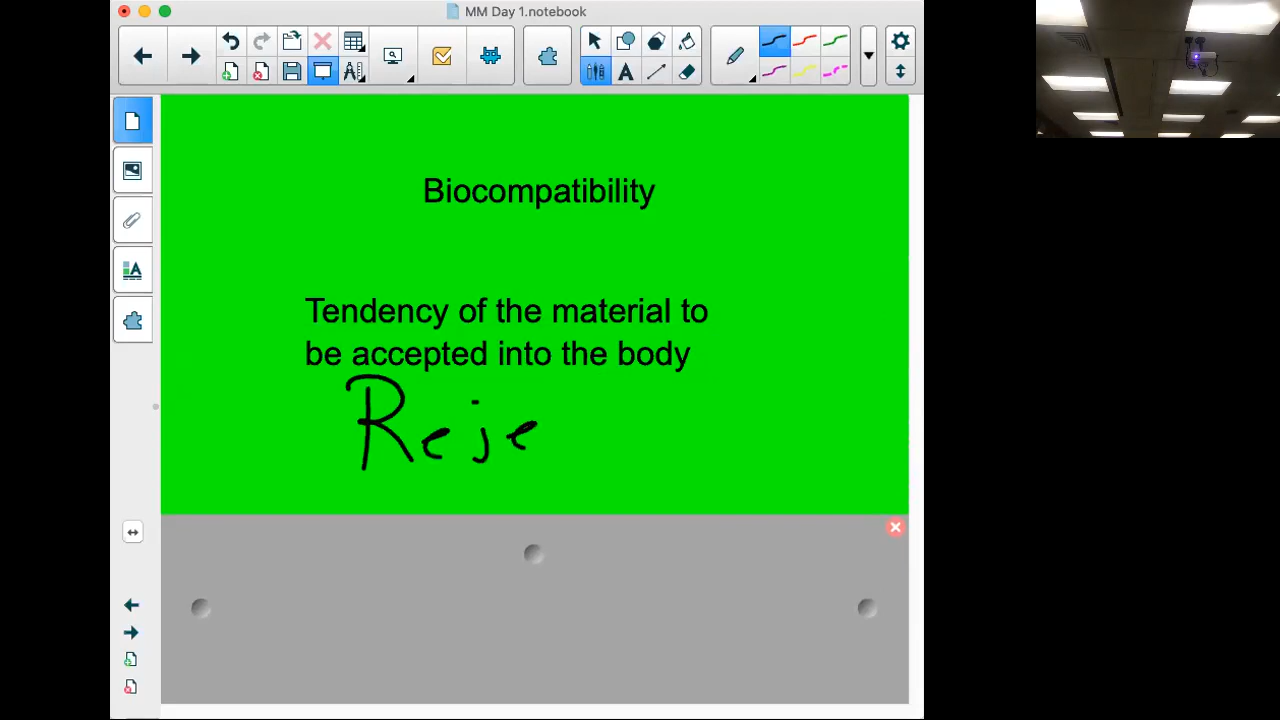 MM Day 1.notebook
Biocompatibility
Tendency of the material to
be accepted into the body
Reje